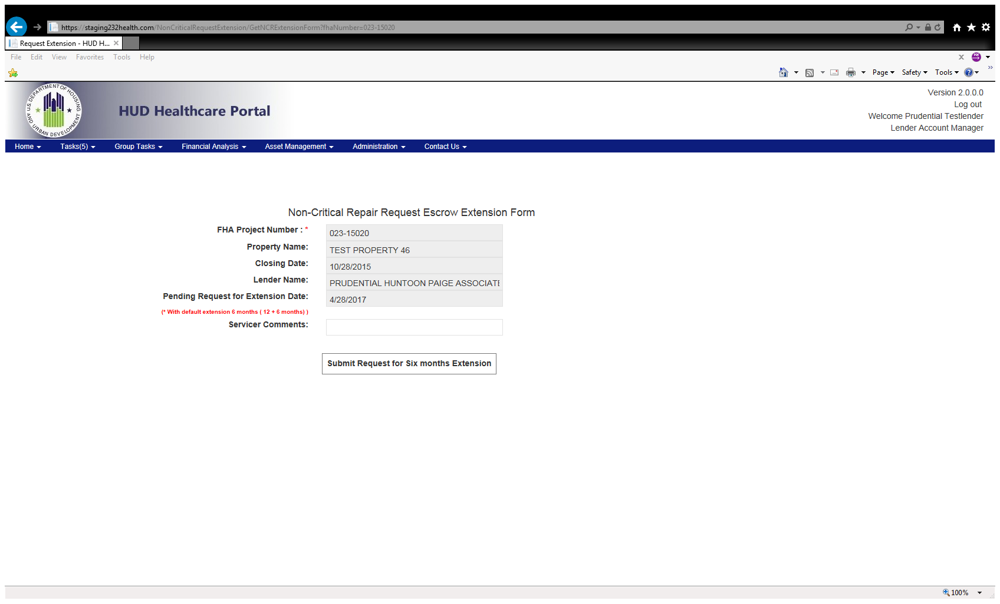 https://staging232health.com/NonCriticalRequestExtension/GetNCRExtensionForm?fhaNumber=023-15020
Request Extension - HUD H...
File Edit View Favorites Tools Help
PDF
Page Safety Tools
U.S. DEPARTMENT OF HOUSING AND URBAN DEVELOPMENT
HUD Healthcare Portal
Version 2.0.0.0
Log out
Welcome Prudential Testlender
Lender Account Manager
Home Tasks(5) Group Tasks Financial Analysis Asset Management Administration Contact Us
Non-Critical Repair Request Escrow Extension Form
FHA Project Number : * 023-15020
Property Name: TEST PROPERTY 46
Closing Date: 10/28/2015
Lender Name: PRUDENTIAL HUNTOON PAIGE ASSOCIATE
Pending Request for Extension Date: 4/28/2017
(* With default extension 6 months ( 12 + 6 months) )
Servicer Comments:
Submit Request for Six months Extension
100%